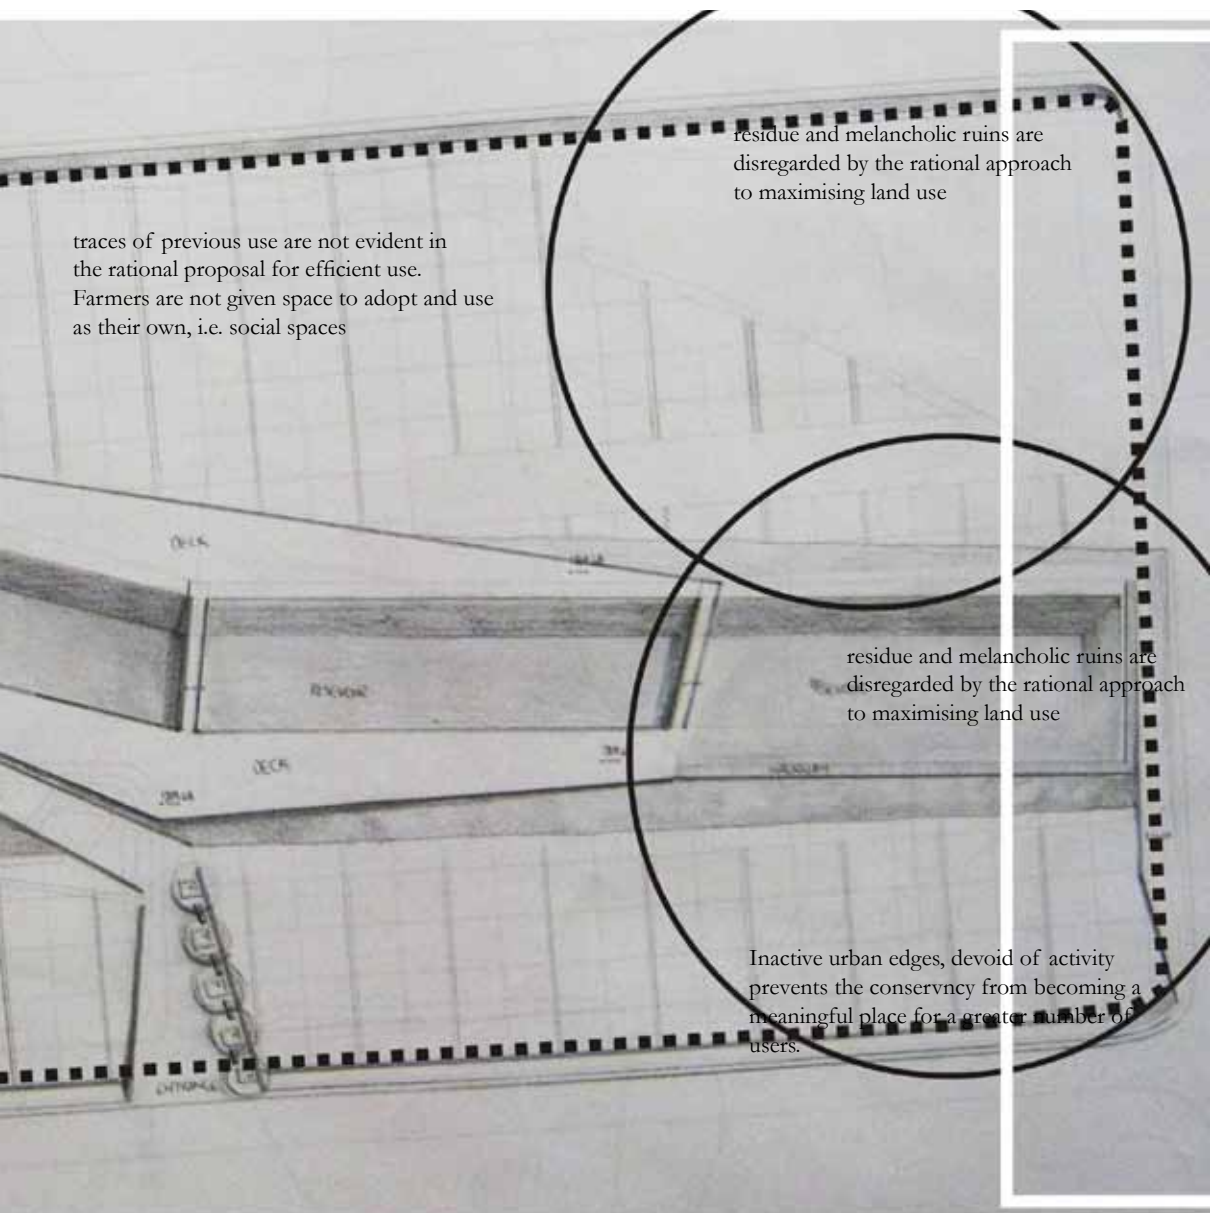 residue and melancholic ruins are
disregarded by the rational approach
to maximising land use
traces of previous use are not evident in
the rational proposal for efficient use.
Farmers are not given space to adopt and use
as their own, i.e. social spaces
DECK
RESEVOIR
residue and melancholic ruins are
disregarded by the rational approach
to maximising land use
DECK
Inactive urban edges, devoid of activity
prevents the conservncy from becoming a
meaningful place for a greater number of
users.
ENTRANCE